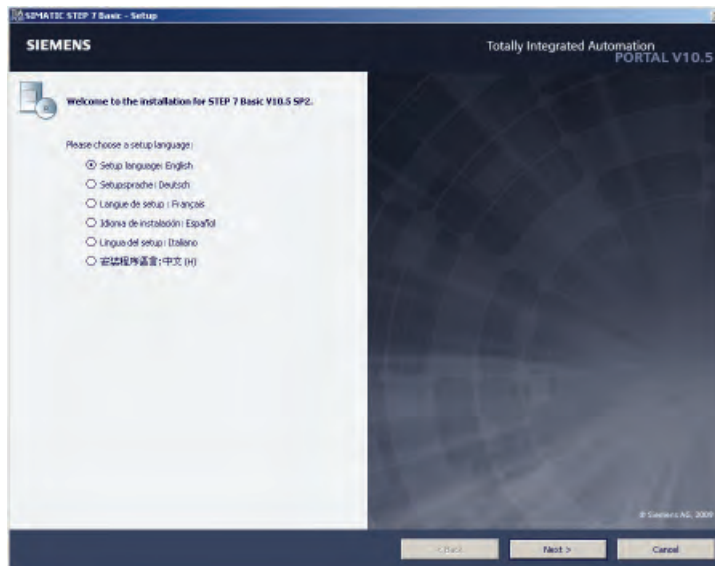 SIMATIC STEP 7 Basic - Setup
SIEMENS
Totally Integrated Automation
PORTAL V10.5
Welcome to the installation for STEP 7 Basic V10.5 SP2.
Please choose a setup language:
Setup language: English
Setupsprache: Deutsch
Langue de setup : Français
Idioma de instalación: Español
Lingua del setup: Italiano
安裝程序語言:中文 (H)
© Siemens AG, 2009
< Back
Next >
Cancel